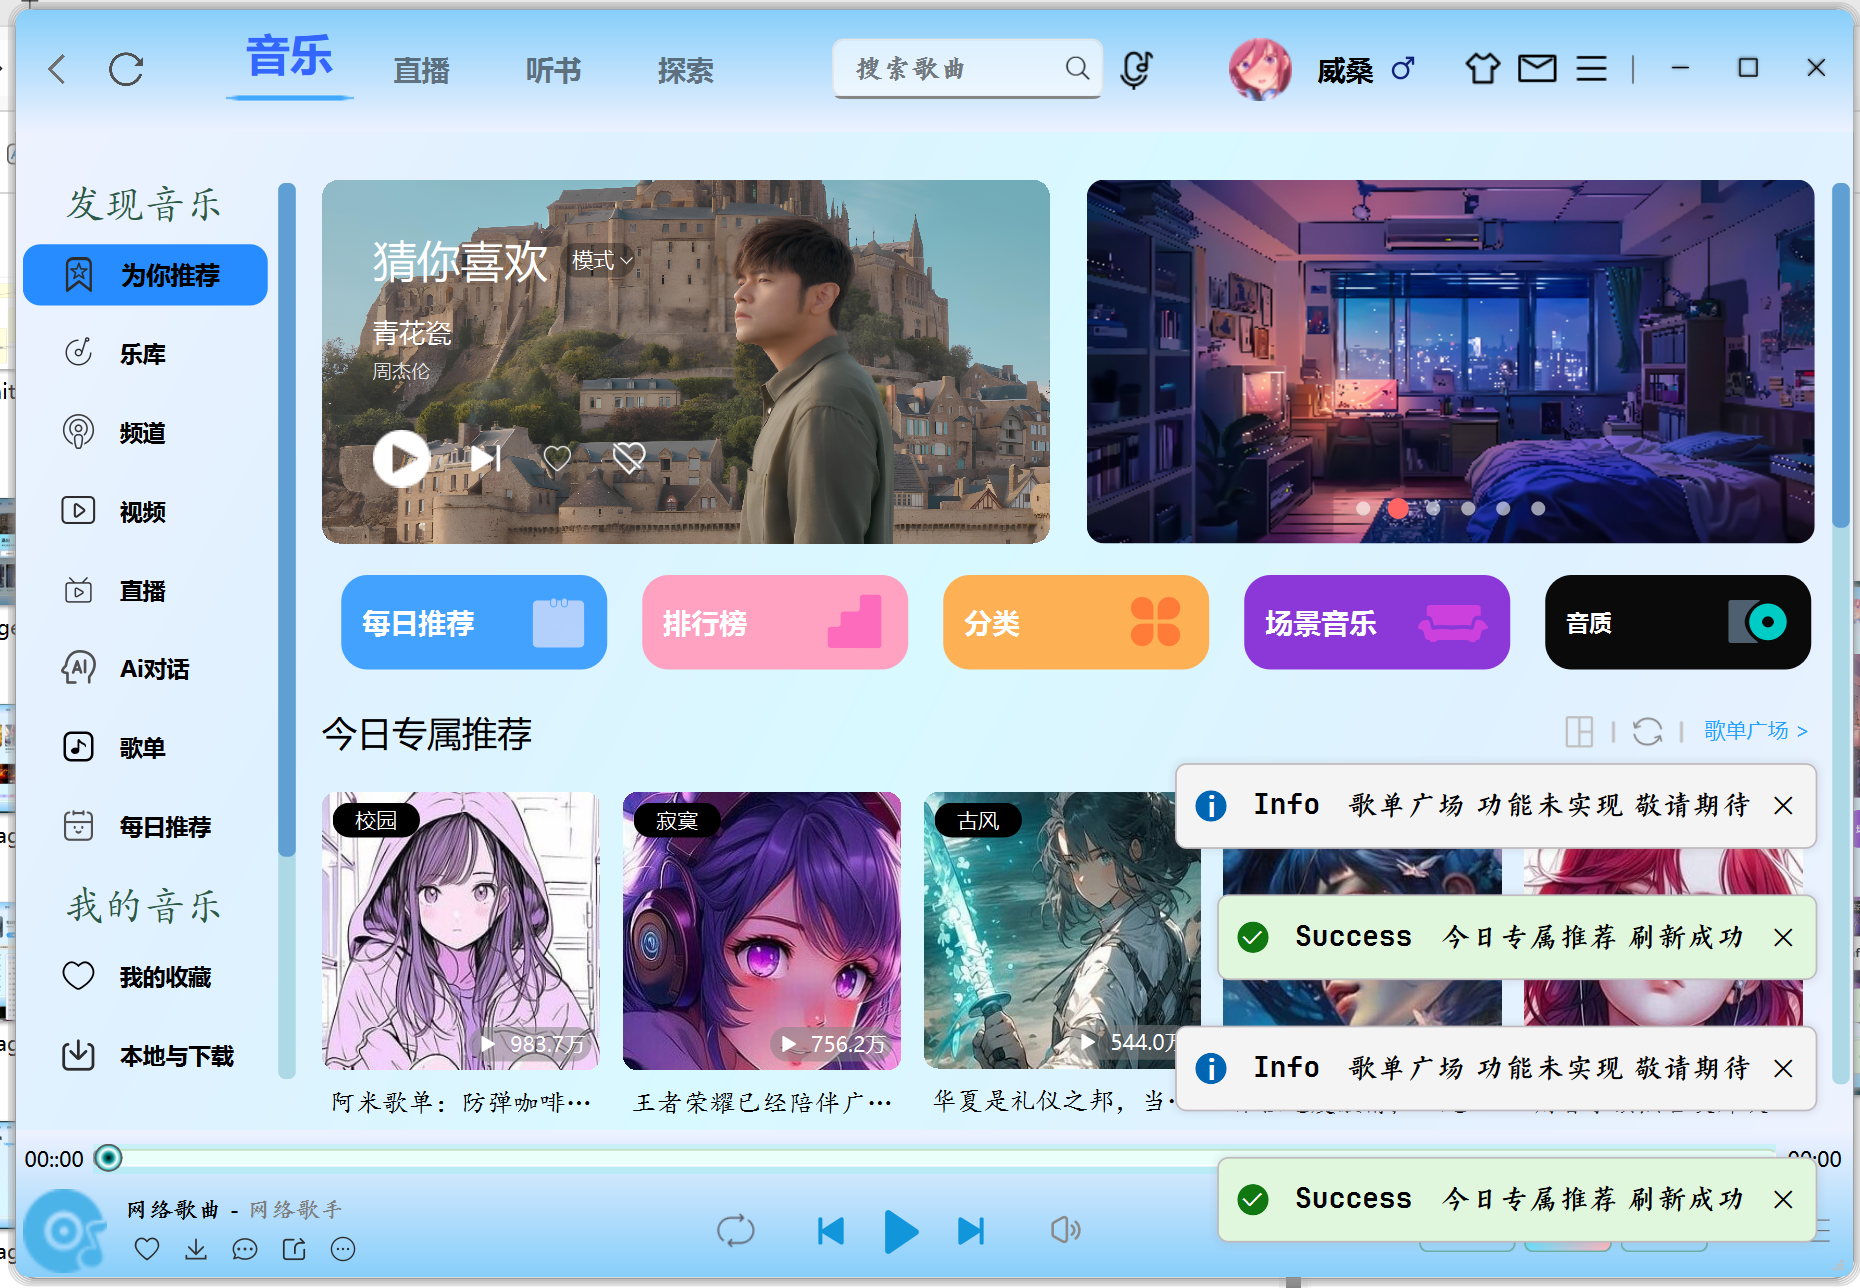 音乐
直播
听书
探索
搜索歌曲
威桑
发现音乐
为你推荐
乐库
频道
视频
直播
Ai对话
歌单
每日推荐
我的音乐
我的收藏
本地与下载
猜你喜欢 模式
青花瓷
周杰伦
每日推荐
排行榜
分类
场景音乐
音质
今日专属推荐
歌单广场 >
校园
983.7万
阿米歌单：防弹咖啡…
寂寞
756.2万
王者荣耀已经陪伴广…
古风
544.0万
华夏是礼仪之邦，当
Info 歌单广场 功能未实现 敬请期待
Success 今日专属推荐 刷新成功
Info 歌单广场 功能未实现 敬请期待
Success 今日专属推荐 刷新成功
00::00
网络歌曲 - 网络歌手